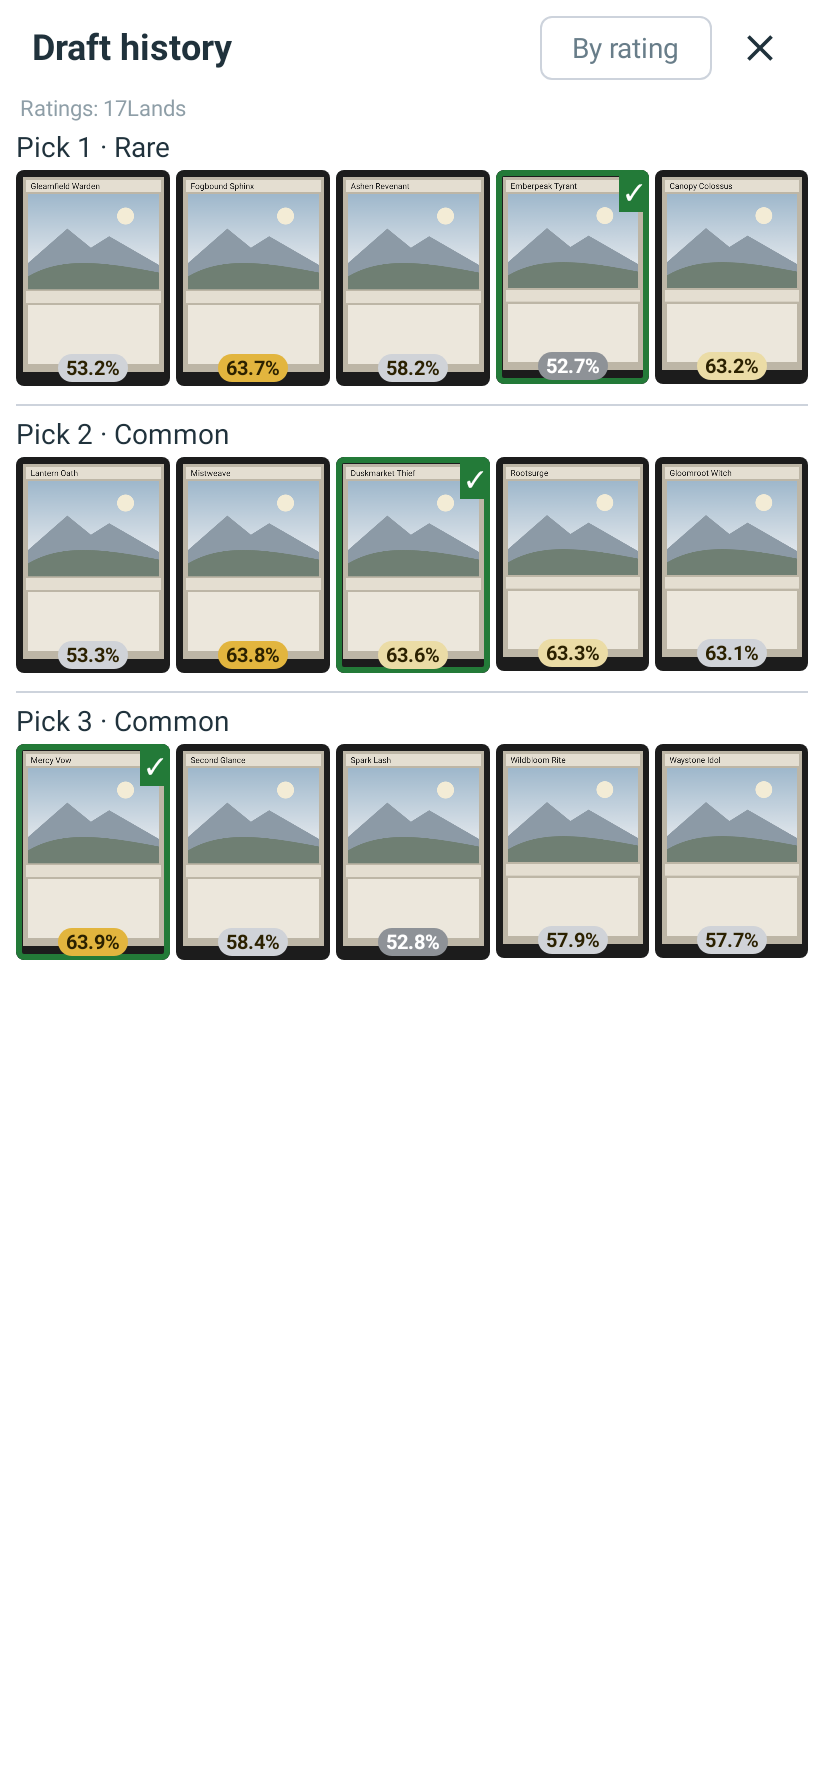 Draft history
By rating
Ratings: 17Lands
Pick 1 · Rare
Gleamfield Warden
Fogbound Sphinx
Ashen Revenant
Emberpeak Tyrant
Canopy Colossus
53.2%
63.7%
58.2%
52.7%
63.2%
Pick 2 · Common
Lantern Oath
Mistweave
Duskmarket Thief
Rootsurge
Gloomroot Witch
53.3%
63.8%
63.6%
63.3%
63.1%
Pick 3 · Common
Mercy Vow
Second Glance
Spark Lash
Wildbloom Rite
Waystone Idol
63.9%
58.4%
52.8%
57.9%
57.7%